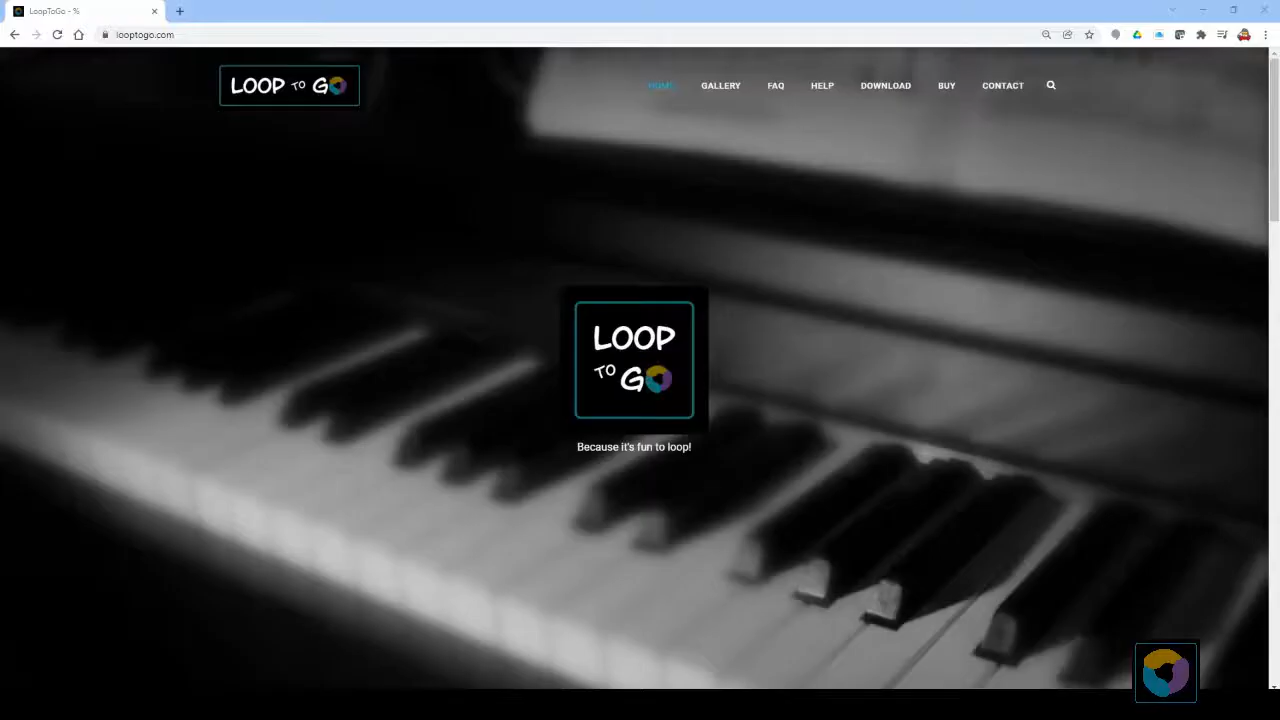 LoopToGo - %
looptogo.com
LOOP TO GO
HOME GALLERY FAQ HELP DOWNLOAD BUY CONTACT
LOOP
TO GO
Because it's fun to loop!